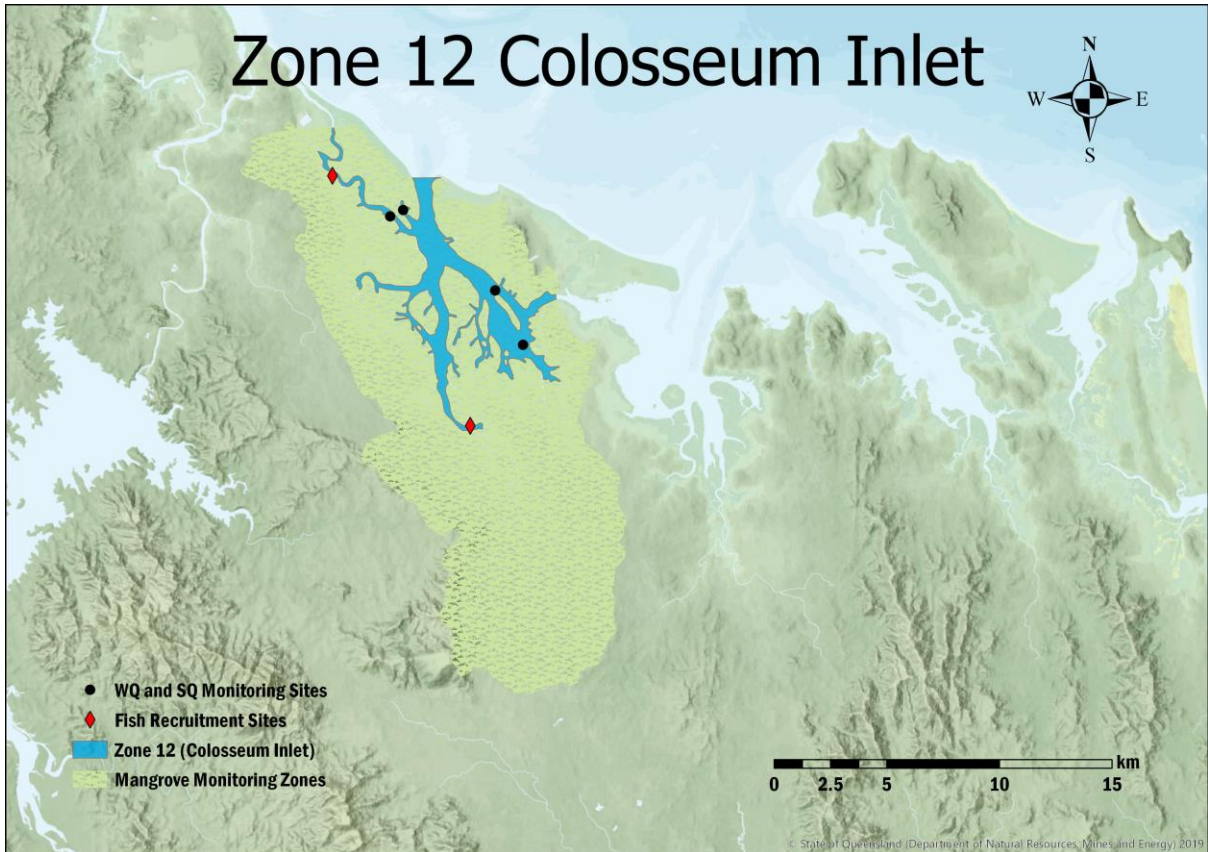 Zone 12 Colosseum Inlet
N
W E
S
WQ and SQ Monitoring Sites
Fish Recruitment Sites
Zone 12 (Colosseum Inlet)
Mangrove Monitoring Zones
km
0 2.5 5 10 15
© State of Queensland (Department of Natural Resources, Mines, and Energy) 2019